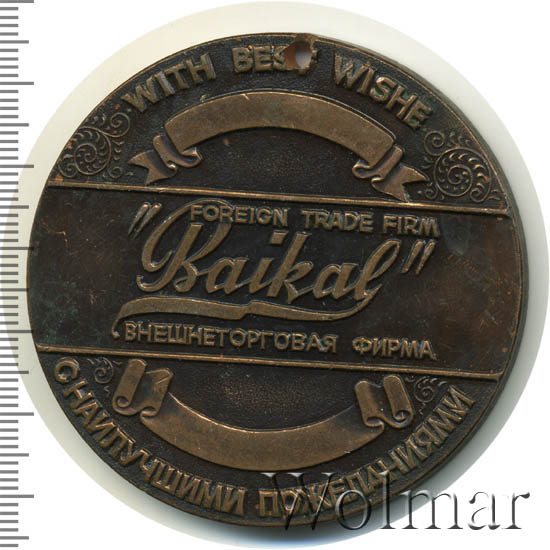 WITH BEST WISHE
FOREIGN TRADE FIRM
"Baikal"
ВНЕШНЕТОРГОВАЯ ФИРМА
С НАИЛУЧШИМИ ПОЖЕЛАНИЯМИ
Wolmar